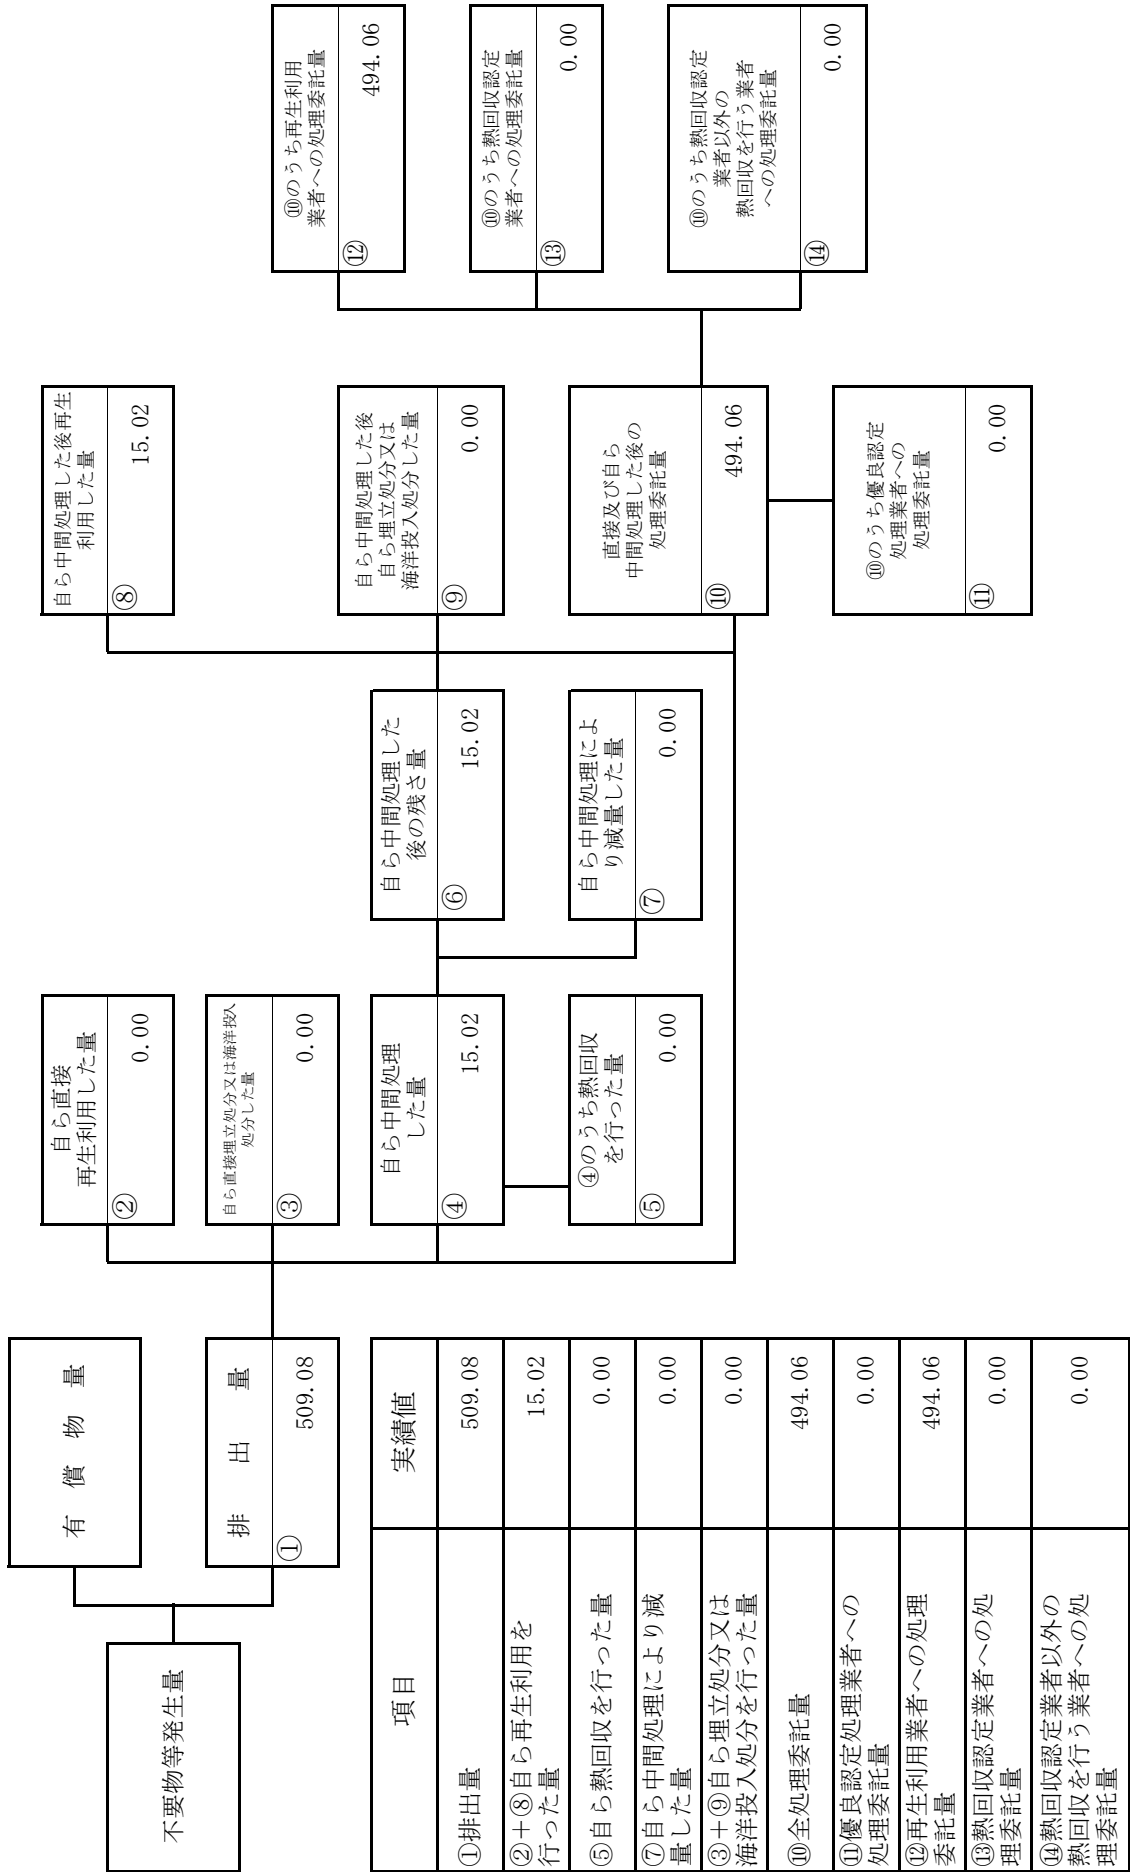 不要物等発生量
有償物量
排出量
①
509.08
自ら直接
再生利用した量
②
0.00
自ら直接埋立処分又は海洋投入
処分した量
③
0.00
自ら中間処理
した量
④
15.02
④のうち熱回収
を行った量
⑤
0.00
自ら中間処理した
後の残さ量
⑥
15.02
自ら中間処理によ
り減量した量
⑦
0.00
自ら中間処理した後再生
利用した量
⑧
15.02
自ら中間処理した後
自ら埋立処分又は
海洋投入処分した量
⑨
0.00
直接及び自ら
中間処理した後の
処理委託量
⑩
494.06
⑩のうち優良認定
処理業者への
処理委託量
⑪
0.00
⑩のうち再生利用
業者への処理委託量
⑫
494.06
⑩のうち熱回収認定
業者への処理委託量
⑬
0.00
⑩のうち熱回収認定
業者以外の
熱回収を行う業者
への処理委託量
⑭
0.00
項目 実績値
①排出量 509.08
②+⑧自ら再生利用を
行った量 15.02
⑤自ら熱回収を行った量 0.00
⑦自ら中間処理により減
量した量 0.00
③+⑨自ら埋立処分又は
海洋投入処分を行った量 0.00
⑩全処理委託量 494.06
⑪優良認定処理業者への
処理委託量 0.00
⑫再生利用業者への処理
委託量 494.06
⑬熱回収認定業者への処
理委託量 0.00
⑭熱回収認定業者以外の
熱回収を行う業者への処
理委託量 0.00